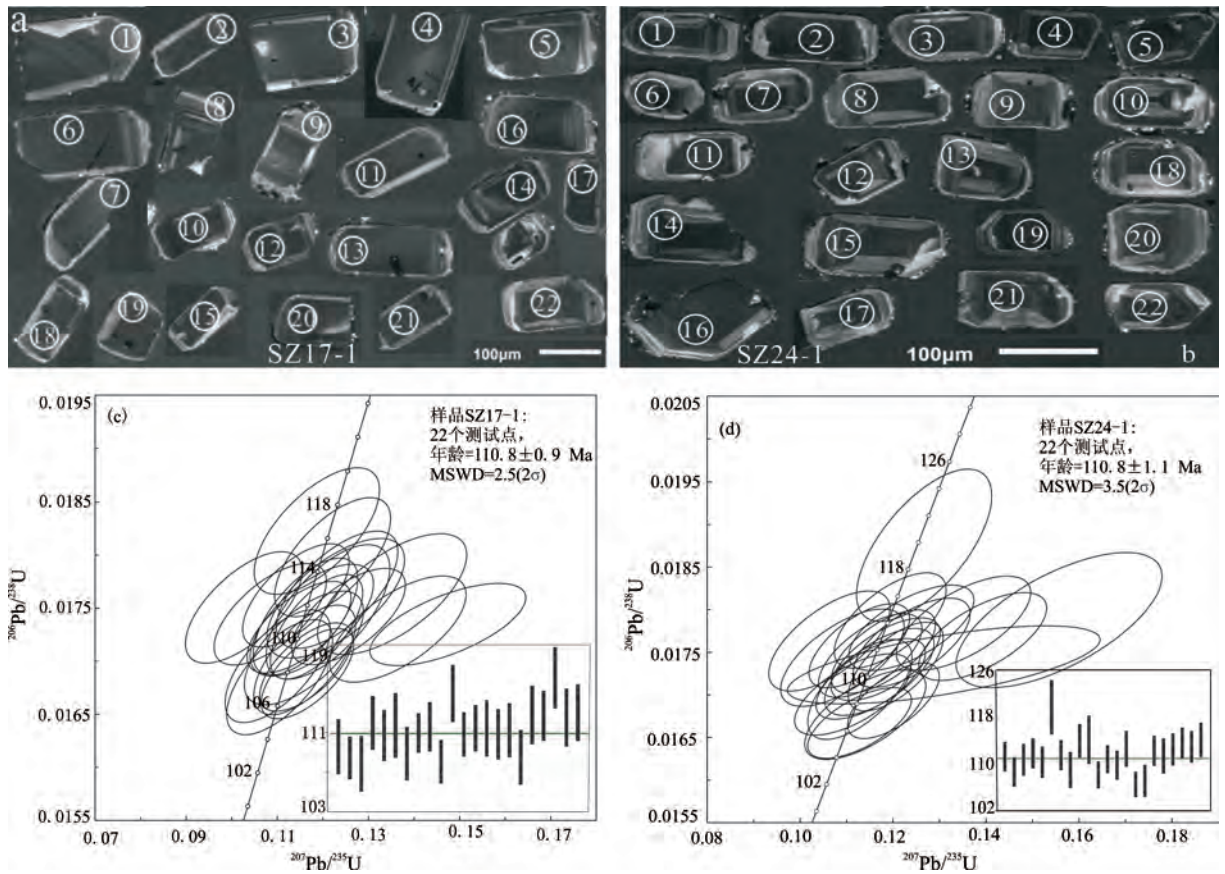 a
① ② ③ ④ ⑤
⑥ ⑧ ⑨ ⑪ ⑯
⑦ ⑩ ⑫ ⑬ ⑭ ⑰
⑱ ⑲ ⑮ ⑳ ㉑ ㉒
SZ17-1
100μm
① ② ③ ④ ⑤
⑥ ⑦ ⑧ ⑨ ⑩
⑪ ⑫ ⑬ ⑱
⑭ ⑮ ⑲ ⑳
⑯ ⑰ ㉑ ㉒
SZ24-1
100μm
b
(c)
样品SZ17-1:
22个测试点,
年龄=110.8±0.9 Ma
MSWD=2.5(2σ)
0.0195
0.0185
0.0175
0.0165
0.0155
²⁰⁶Pb/²³⁸U
118
114
110
110
106
102
111
103
0.07 0.09 0.11 0.13 0.15 0.17
²⁰⁷Pb/²³⁵U
(d)
样品SZ24-1:
22个测试点,
年龄=110.8±1.1 Ma
MSWD=3.5(2σ)
0.0205
0.0195
0.0185
0.0175
0.0165
0.0155
²⁰⁶Pb/²³⁸U
126
118
110
102
126
118
110
102
0.08 0.10 0.12 0.14 0.16 0.18
²⁰⁷Pb/²³⁵U